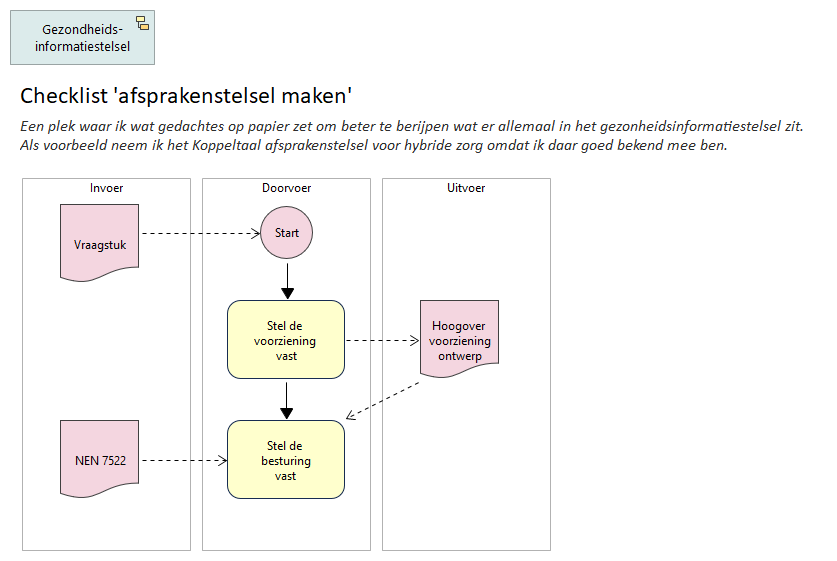 Gezondheids-
informatiestelsel
Checklist 'afsprakenstelsel maken'
Een plek waar ik wat gedachtes op papier zet om beter te berijpen wat er allemaal in het gezonheidsinformatiestelsel zit.
Als voorbeeld neem ik het Koppeltaal afsprakenstelsel voor hybride zorg omdat ik daar goed bekend mee ben.
Invoer
Doorvoer
Uitvoer
Vraagstuk
Start
Stel de
voorziening
vast
Hoogover
voorziening
ontwerp
NEN 7522
Stel de
besturing
vast